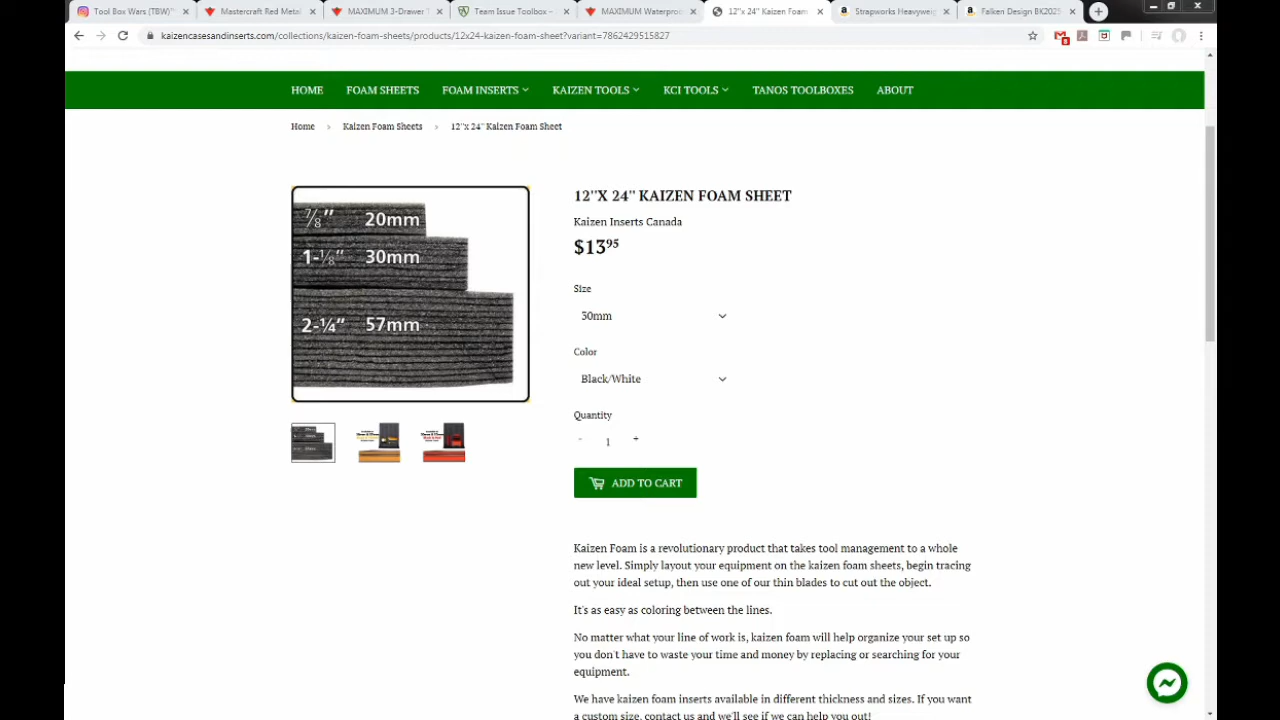 Tool Box Wars (TBW)"
Mastercraft Red Metal
MAXIMUM 3-Drawer T
Team Issue Toolbox –
MAXIMUM Waterproo
12"x 24" Kaizen Foam
Strapworks Heavyweig
Falken Design BK2025
kaizencasesandinserts.com/collections/kaizen-foam-sheets/products/12x24-kaizen-foam-sheet?variant=7862429515827
HOME FOAM SHEETS FOAM INSERTS KAIZEN TOOLS KCI TOOLS TANOS TOOLBOXES ABOUT
Home › Kaizen Foam Sheets › 12"x 24" Kaizen Foam Sheet
7/8" 20mm
1-1/8" 30mm
2-1/4" 57mm
12"X 24" KAIZEN FOAM SHEET
Kaizen Inserts Canada
$13.95
Size
30mm
Color
Black/White
Quantity
- 1 +
ADD TO CART
Kaizen Foam is a revolutionary product that takes tool management to a whole
new level. Simply layout your equipment on the kaizen foam sheets, begin tracing
out your ideal setup, then use one of our thin blades to cut out the object.
It's as easy as coloring between the lines.
No matter what your line of work is, kaizen foam will help organize your set up so
you don't have to waste your time and money by replacing or searching for your
equipment.
We have kaizen foam inserts available in different thickness and sizes. If you want
a custom size, contact us and we'll see if we can help you out!